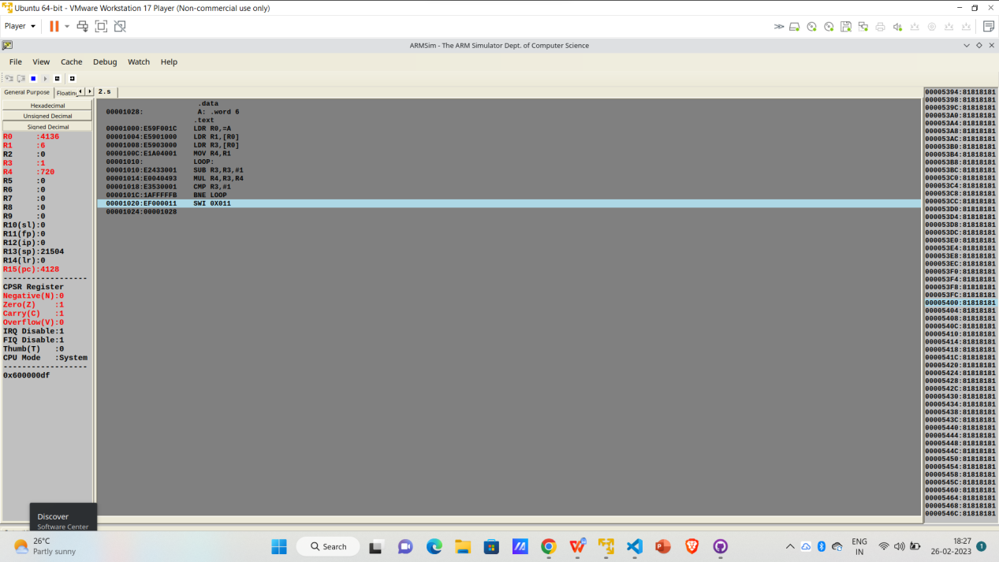 Ubuntu 64-bit - VMware Workstation 17 Player (Non-commercial use only)
Player
ARMSim - The ARM Simulator Dept. of Computer Science
File View Cache Debug Watch Help
General Purpose Floating 2.s
Hexadecimal
Unsigned Decimal
Signed Decimal
R0 :4136
R1 :6
R2 :0
R3 :1
R4 :720
R5 :0
R6 :0
R7 :0
R8 :0
R9 :0
R10(sl):0
R11(fp):0
R12(ip):0
R13(sp):21504
R14(lr):0
R15(pc):4128
------------------
CPSR Register
Negative(N):0
Zero(Z) :1
Carry(C) :1
Overflow(V):0
IRQ Disable:1
FIQ Disable:1
Thumb(T) :0
CPU Mode :System
------------------
0x600000df
.data
00001028: A: .word 6
.text
00001000:E59F001C LDR R0,=A
00001004:E5901000 LDR R1,[R0]
00001008:E5903000 LDR R3,[R0]
0000100C:E1A04001 MOV R4,R1
00001010: LOOP:
00001010:E2433001 SUB R3,R3,#1
00001014:E0040493 MUL R4,R3,R4
00001018:E3530001 CMP R3,#1
0000101C:1AFFFFFB BNE LOOP
00001020:EF000011 SWI 0X011
00001024:00001028
00005394:81818181
00005398:81818181
0000539C:81818181
000053A0:81818181
000053A4:81818181
000053A8:81818181
000053AC:81818181
000053B0:81818181
000053B4:81818181
000053B8:81818181
000053BC:81818181
000053C0:81818181
000053C4:81818181
000053C8:81818181
000053CC:81818181
000053D0:81818181
000053D4:81818181
000053D8:81818181
000053DC:81818181
000053E0:81818181
000053E4:81818181
000053E8:81818181
000053EC:81818181
000053F0:81818181
000053F4:81818181
000053F8:81818181
000053FC:81818181
00005400:81818181
00005404:81818181
00005408:81818181
0000540C:81818181
00005410:81818181
00005414:81818181
00005418:81818181
0000541C:81818181
00005420:81818181
00005424:81818181
00005428:81818181
0000542C:81818181
00005430:81818181
00005434:81818181
00005438:81818181
0000543C:81818181
00005440:81818181
00005444:81818181
00005448:81818181
0000544C:81818181
00005450:81818181
00005454:81818181
00005458:81818181
0000545C:81818181
00005460:81818181
00005464:81818181
00005468:81818181
0000546C:81818181
Discover
Software Center
26°C
Partly sunny
Search
ENG
IN
18:27
26-02-2023
1